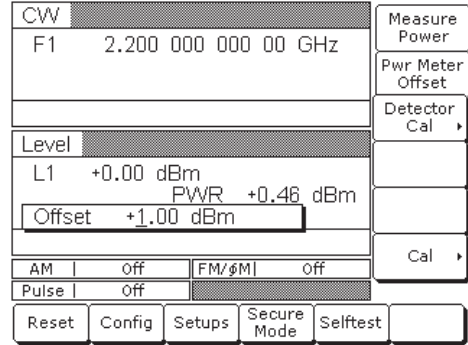 CW
F1 2.200 000 000 00 GHz
Level
L1 +0.00 dBm
PWR +0.46 dBm
Offset +1.00 dBm
AM Off FM/ϕM Off
Pulse Off
Measure
Power
Pwr Meter
Offset
Detector
Cal
Cal
Reset Config Setups Secure Mode Selftest